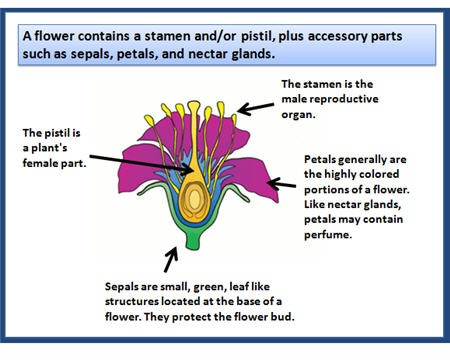 A flower contains a stamen and/or pistil, plus accessory parts
such as sepals, petals, and nectar glands.
The stamen is the
male reproductive
organ.
The pistil is
a plant's
female part.
Petals generally are
the highly colored
portions of a flower.
Like nectar glands,
petals may contain
perfume.
Sepals are small, green, leaf like
structures located at the base of a
flower. They protect the flower bud.